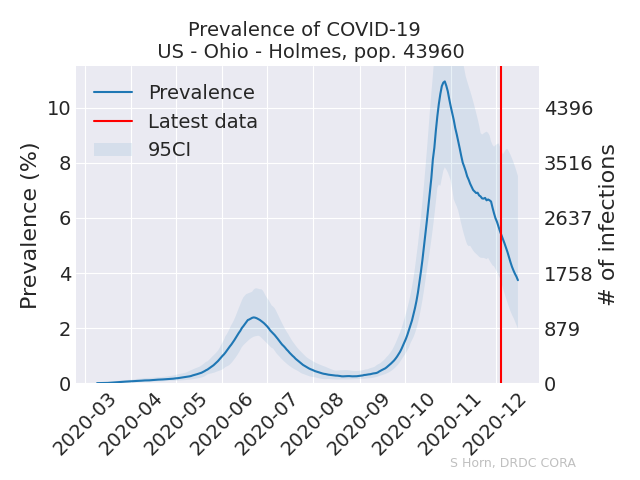 Prevalence of COVID-19
US - Ohio - Holmes, pop. 43960
Prevalence
Latest data
95CI
Prevalence (%)
10
8
6
4
2
0
4396
3516
2637
1758
879
0
# of infections
2020-03
2020-04
2020-05
2020-06
2020-07
2020-08
2020-09
2020-10
2020-11
2020-12
S Horn, DRDC CORA